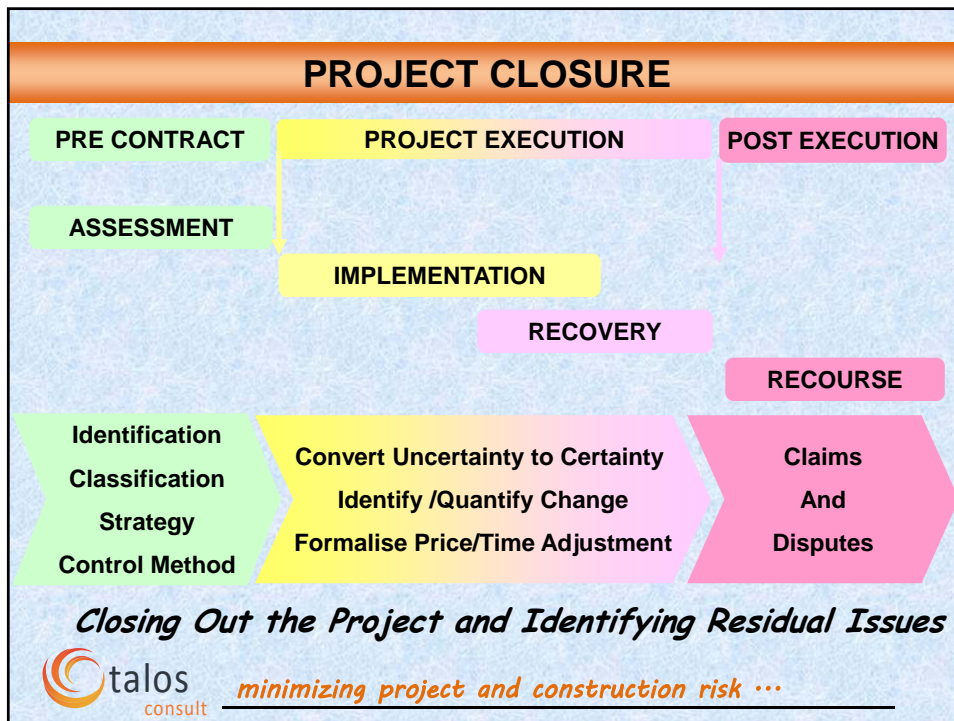 PROJECT CLOSURE
PRE CONTRACT
PROJECT EXECUTION
POST EXECUTION
ASSESSMENT
IMPLEMENTATION
RECOVERY
RECOURSE
Identification
Classification
Strategy
Control Method
Convert Uncertainty to Certainty
Identify /Quantify Change
Formalise Price/Time Adjustment
Claims
And
Disputes
Closing Out the Project and Identifying Residual Issues
talos
consult
minimizing project and construction risk ...